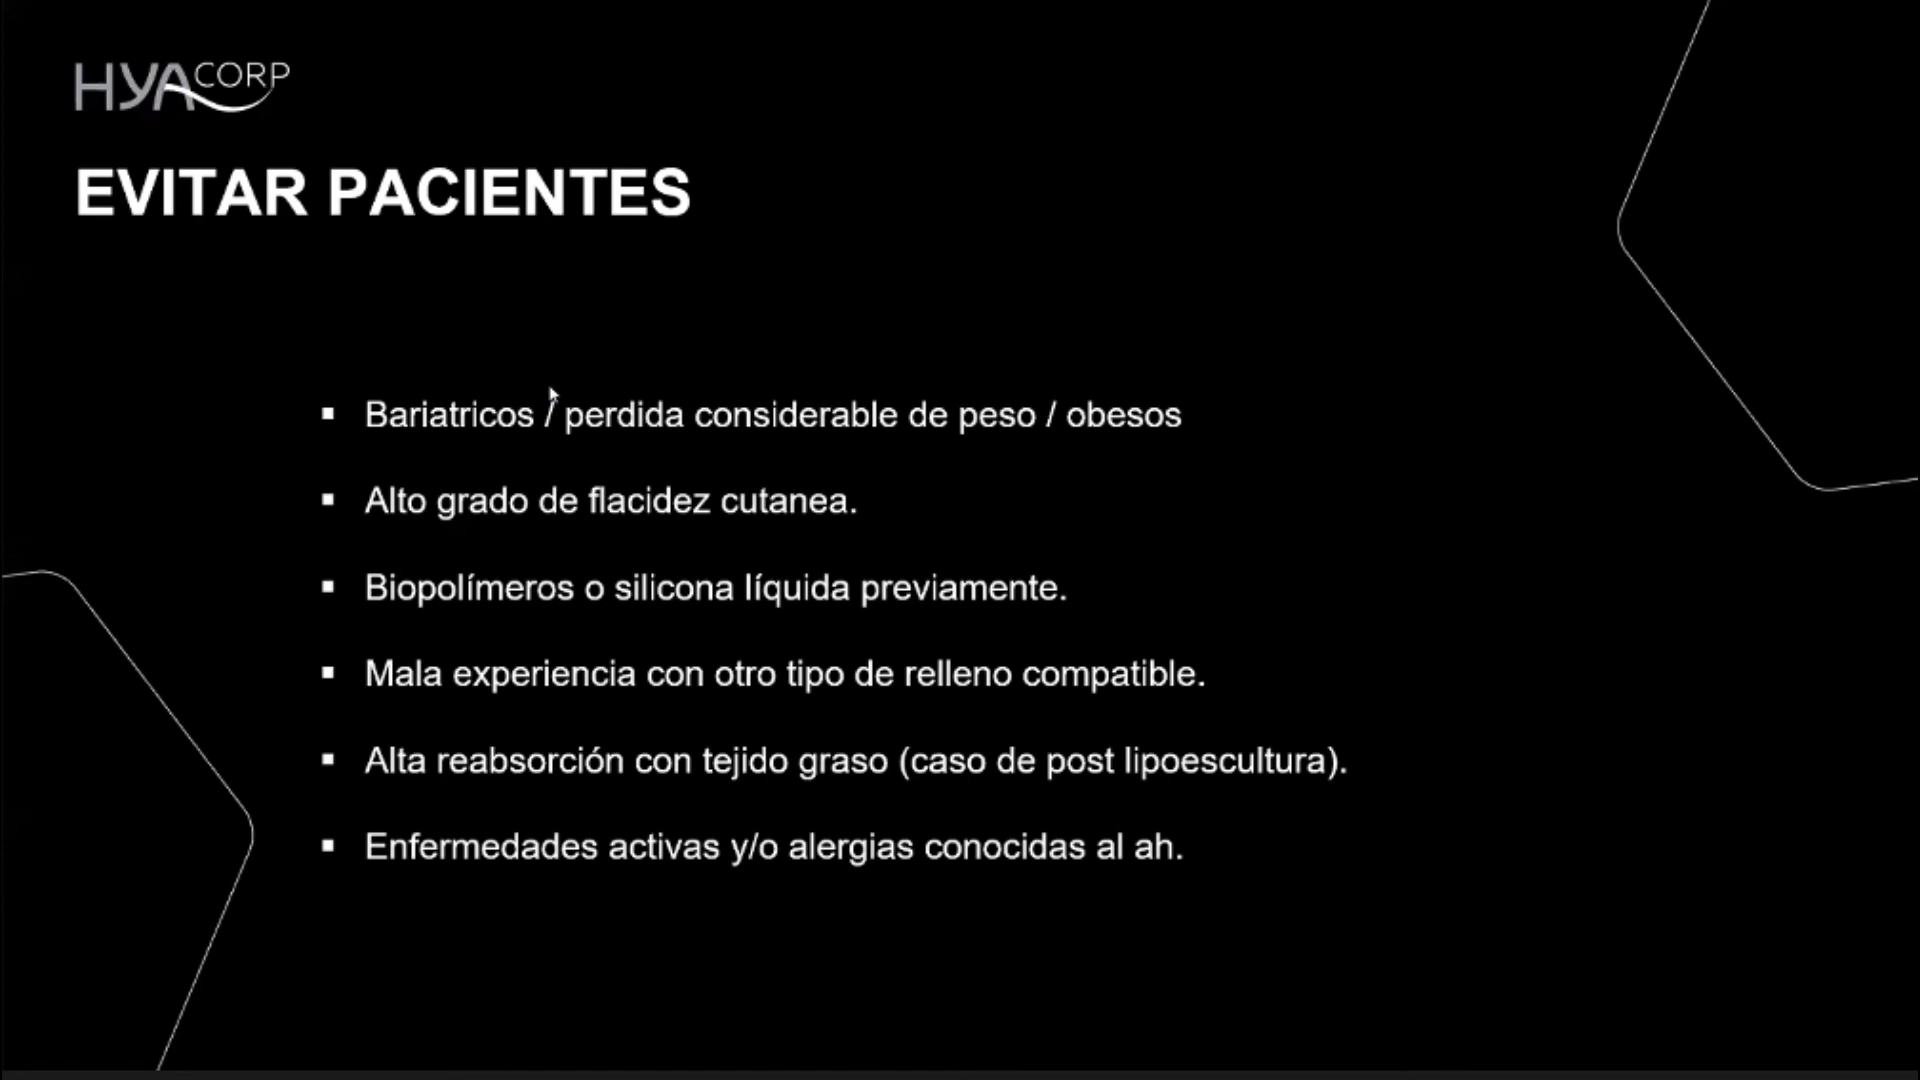 HYACORP
EVITAR PACIENTES
Bariatricos / perdida considerable de peso / obesos
Alto grado de flacidez cutanea.
Biopolímeros o silicona líquida previamente.
Mala experiencia con otro tipo de relleno compatible.
Alta reabsorción con tejido graso (caso de post lipoescultura).
Enfermedades activas y/o alergias conocidas al ah.